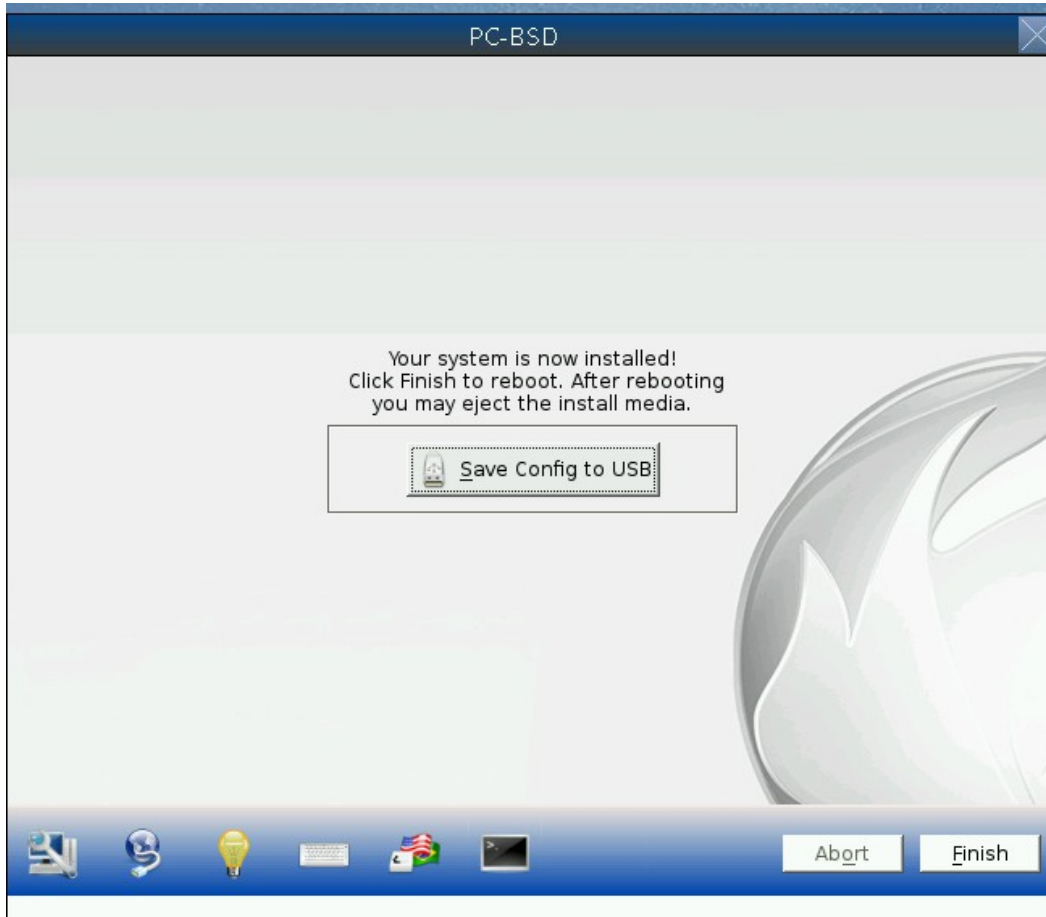 PC-BSD
Your system is now installed!
Click Finish to reboot. After rebooting
you may eject the install media.
Save Config to USB
Abort
Finish